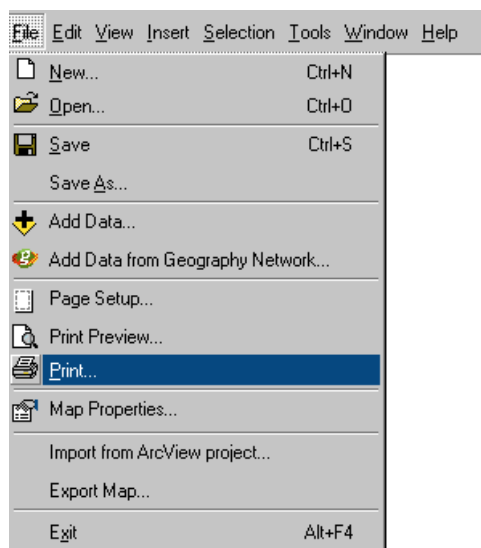 File Edit View Insert Selection Tools Window Help
New... Ctrl+N
Open... Ctrl+O
Save Ctrl+S
Save As...
Add Data...
Add Data from Geography Network...
Page Setup...
Print Preview...
Print...
Map Properties...
Import from ArcView project...
Export Map...
Exit Alt+F4